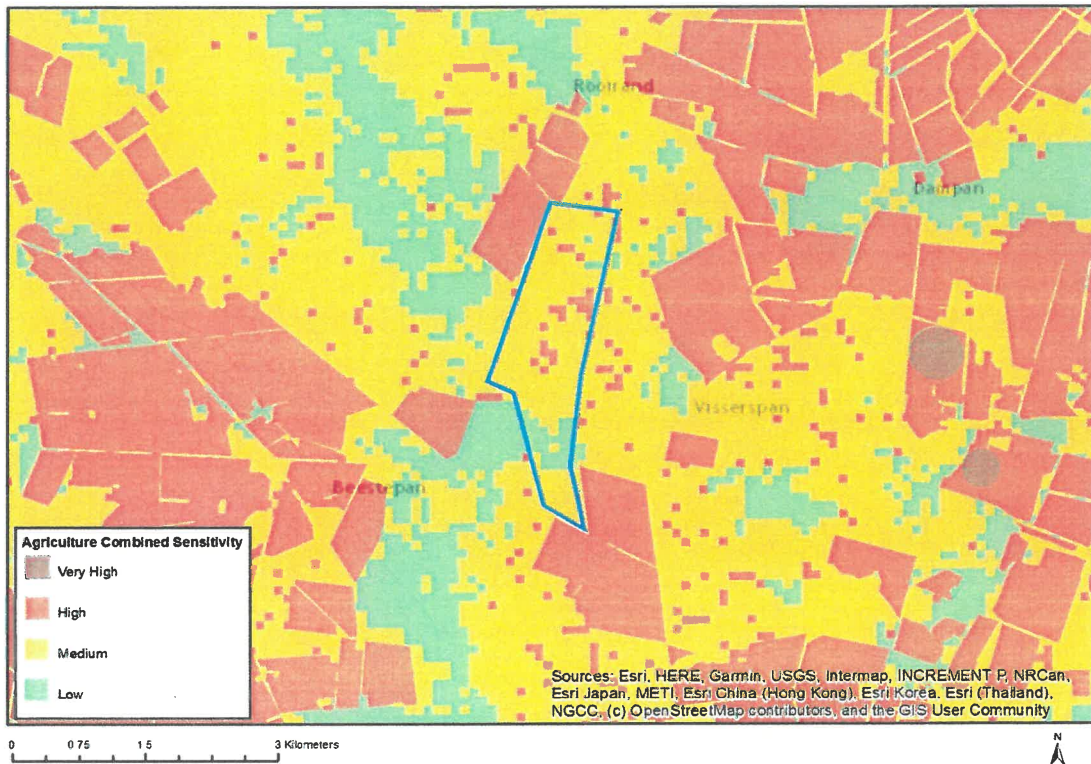 Rooirand
Dampan
Visserspan
Beestepan
Agriculture Combined Sensitivity
Very High
High
Medium
Low
Sources: Esri, HERE, Garmin, USGS, Intermap, INCREMENT P, NRCan,
Esri Japan, METI, Esri China (Hong Kong), Esri Korea, Esri (Thailand),
NGCC, (c) OpenStreetMap contributors, and the GIS User Community
0 0.75 1.5 3 Kilometers
N